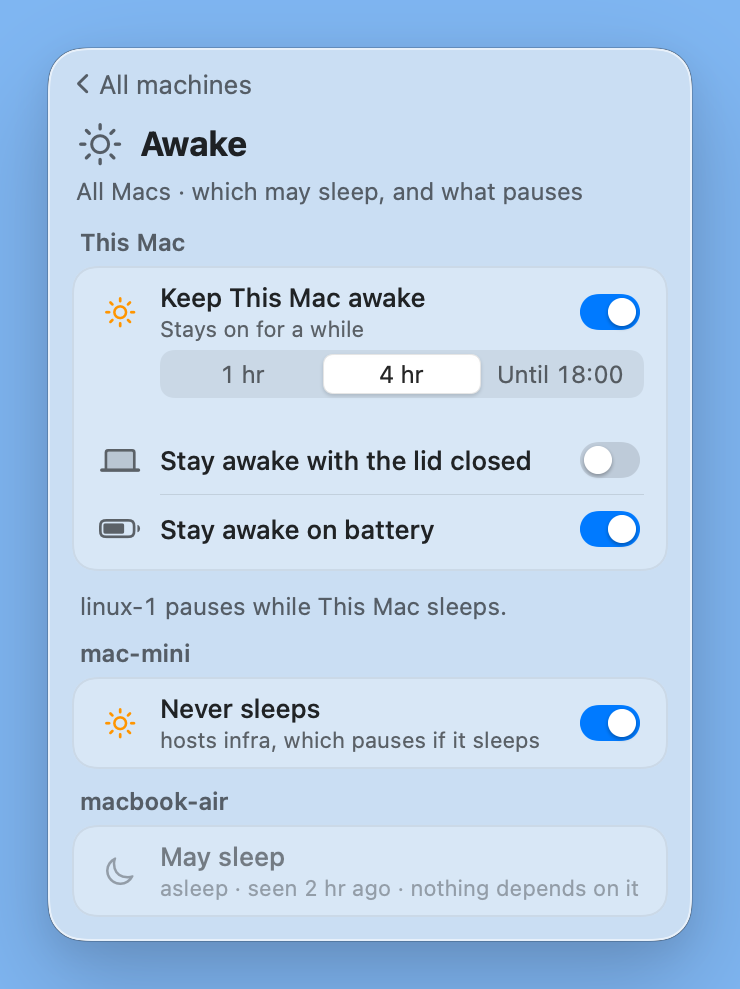 All machines
Awake
All Macs · which may sleep, and what pauses
This Mac
Keep This Mac awake
Stays on for a while
1 hr
4 hr
Until 18:00
Stay awake with the lid closed
Stay awake on battery
linux-1 pauses while This Mac sleeps.
mac-mini
Never sleeps
hosts infra, which pauses if it sleeps
macbook-air
May sleep
asleep · seen 2 hr ago · nothing depends on it